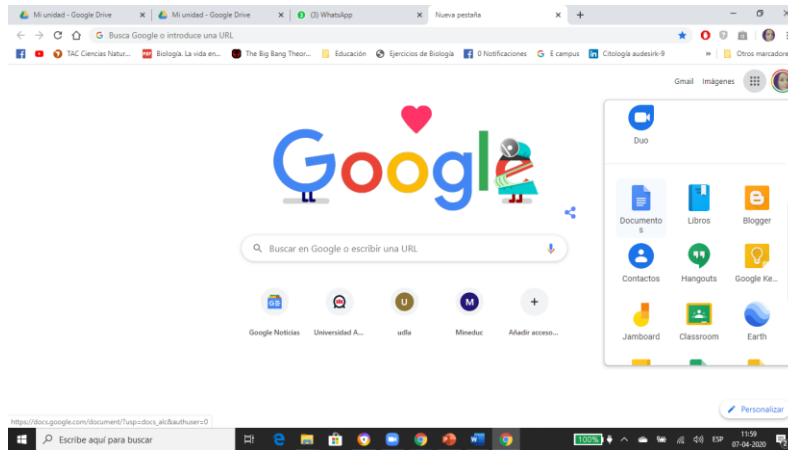 Mi unidad - Google Drive
Mi unidad - Google Drive
(3) WhatsApp
Nueva pestaña
Busca Google o introduce una URL
TAC Ciencias Natur...
Biología. La vida en...
The Big Bang Theor...
Educación
Ejercicios de Biología
0 Notificaciones
E campus
Citología audesirk-9
»
Otros marcadore
Gmail Imágenes
Google
Duo
Documento
s
Libros
Blogger
Contactos
Hangouts
Google Ke...
Jamboard
Classroom
Earth
Buscar en Google o escribir una URL
Google Noticias
Universidad A...
U
udla
M
Mineduc
Añadir acceso...
Personalizar
https://docs.google.com/document/?usp=docs_alc&authuser=0
Escribe aquí para buscar
100%
ESP
11:59
07-04-2020